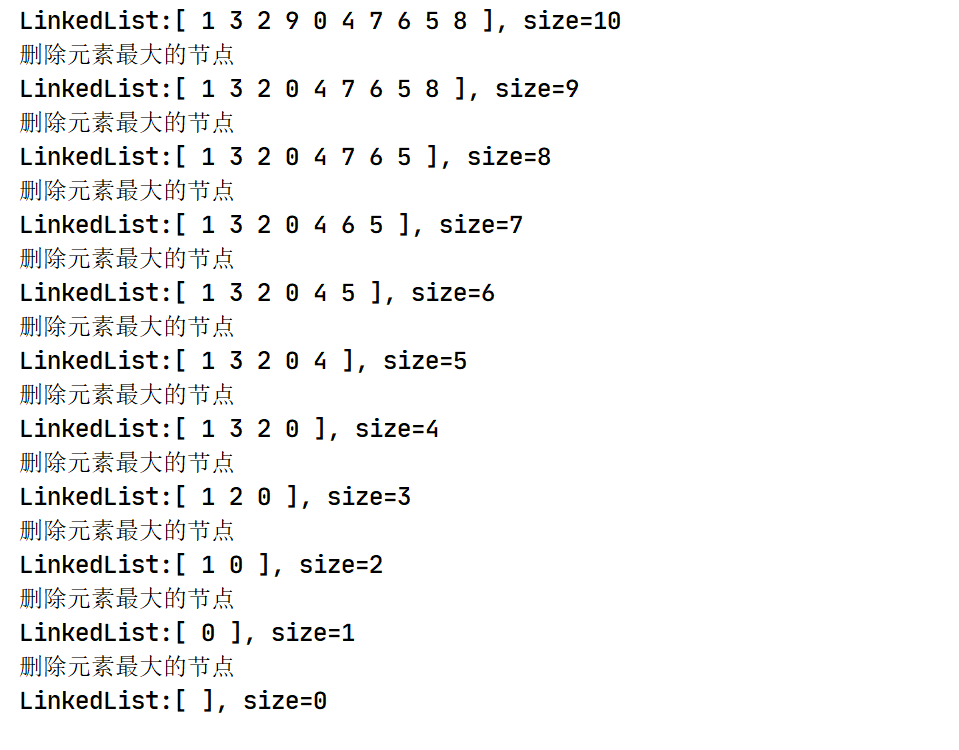 LinkedList:[ 1 3 2 9 0 4 7 6 5 8 ], size=10
删除元素最大的节点
LinkedList:[ 1 3 2 0 4 7 6 5 8 ], size=9
删除元素最大的节点
LinkedList:[ 1 3 2 0 4 7 6 5 ], size=8
删除元素最大的节点
LinkedList:[ 1 3 2 0 4 6 5 ], size=7
删除元素最大的节点
LinkedList:[ 1 3 2 0 4 5 ], size=6
删除元素最大的节点
LinkedList:[ 1 3 2 0 4 ], size=5
删除元素最大的节点
LinkedList:[ 1 3 2 0 ], size=4
删除元素最大的节点
LinkedList:[ 1 2 0 ], size=3
删除元素最大的节点
LinkedList:[ 1 0 ], size=2
删除元素最大的节点
LinkedList:[ 0 ], size=1
删除元素最大的节点
LinkedList:[ ], size=0